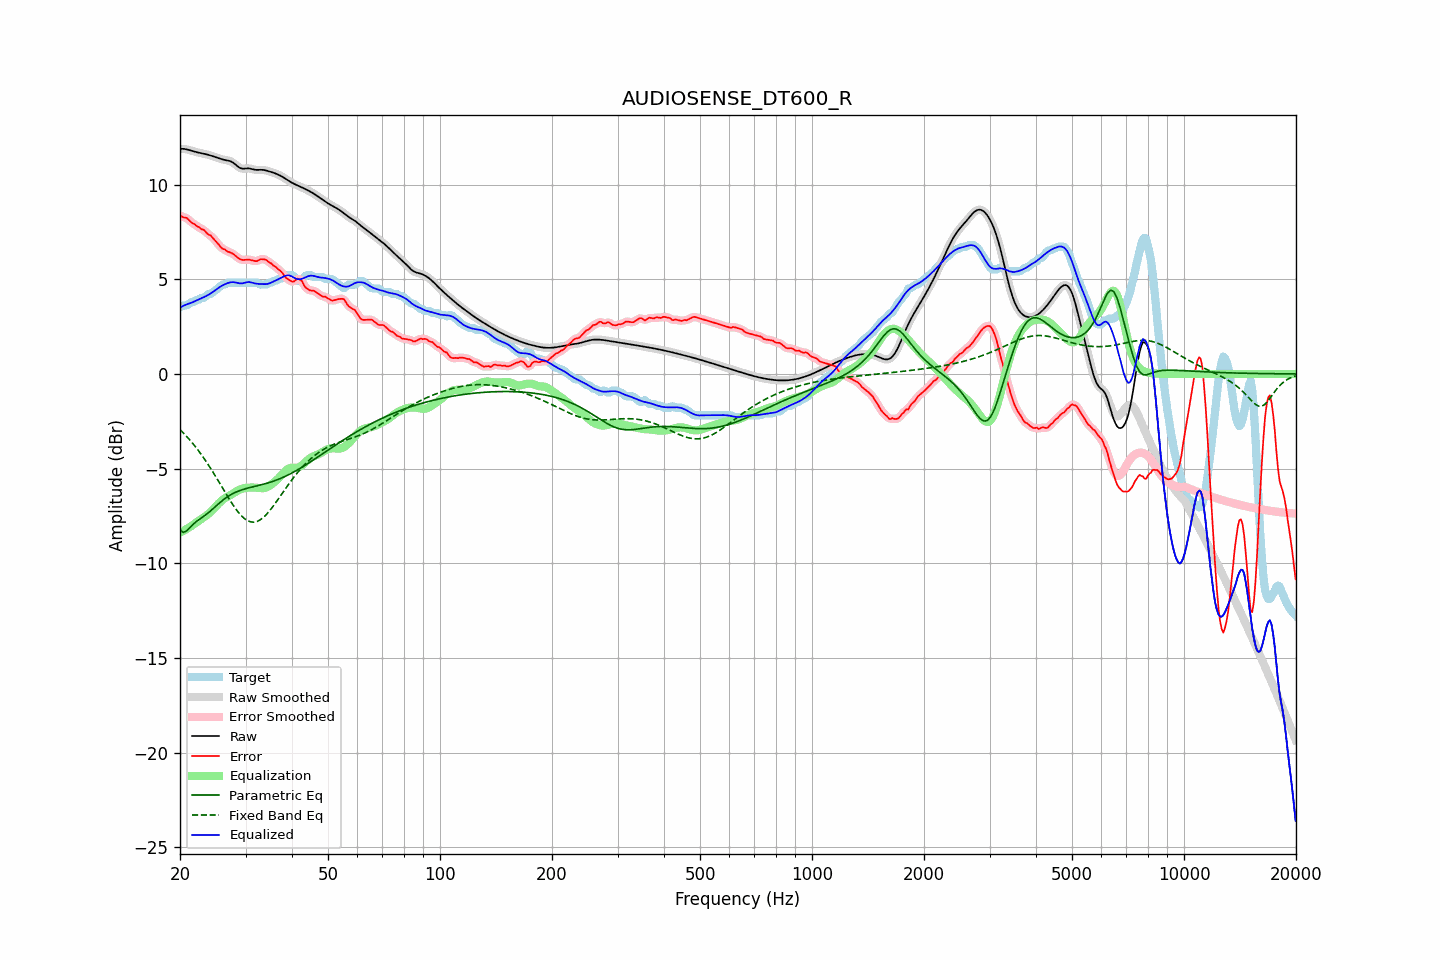 AUDIOSENSE_DT600_R
Amplitude (dBr)
10
5
0
−5
−10
−15
−20
−25
Target
Raw Smoothed
Error Smoothed
Raw
Error
Equalization
Parametric Eq
Fixed Band Eq
Equalized
20 50 100 200 500 1000 2000 5000 10000 20000
Frequency (Hz)